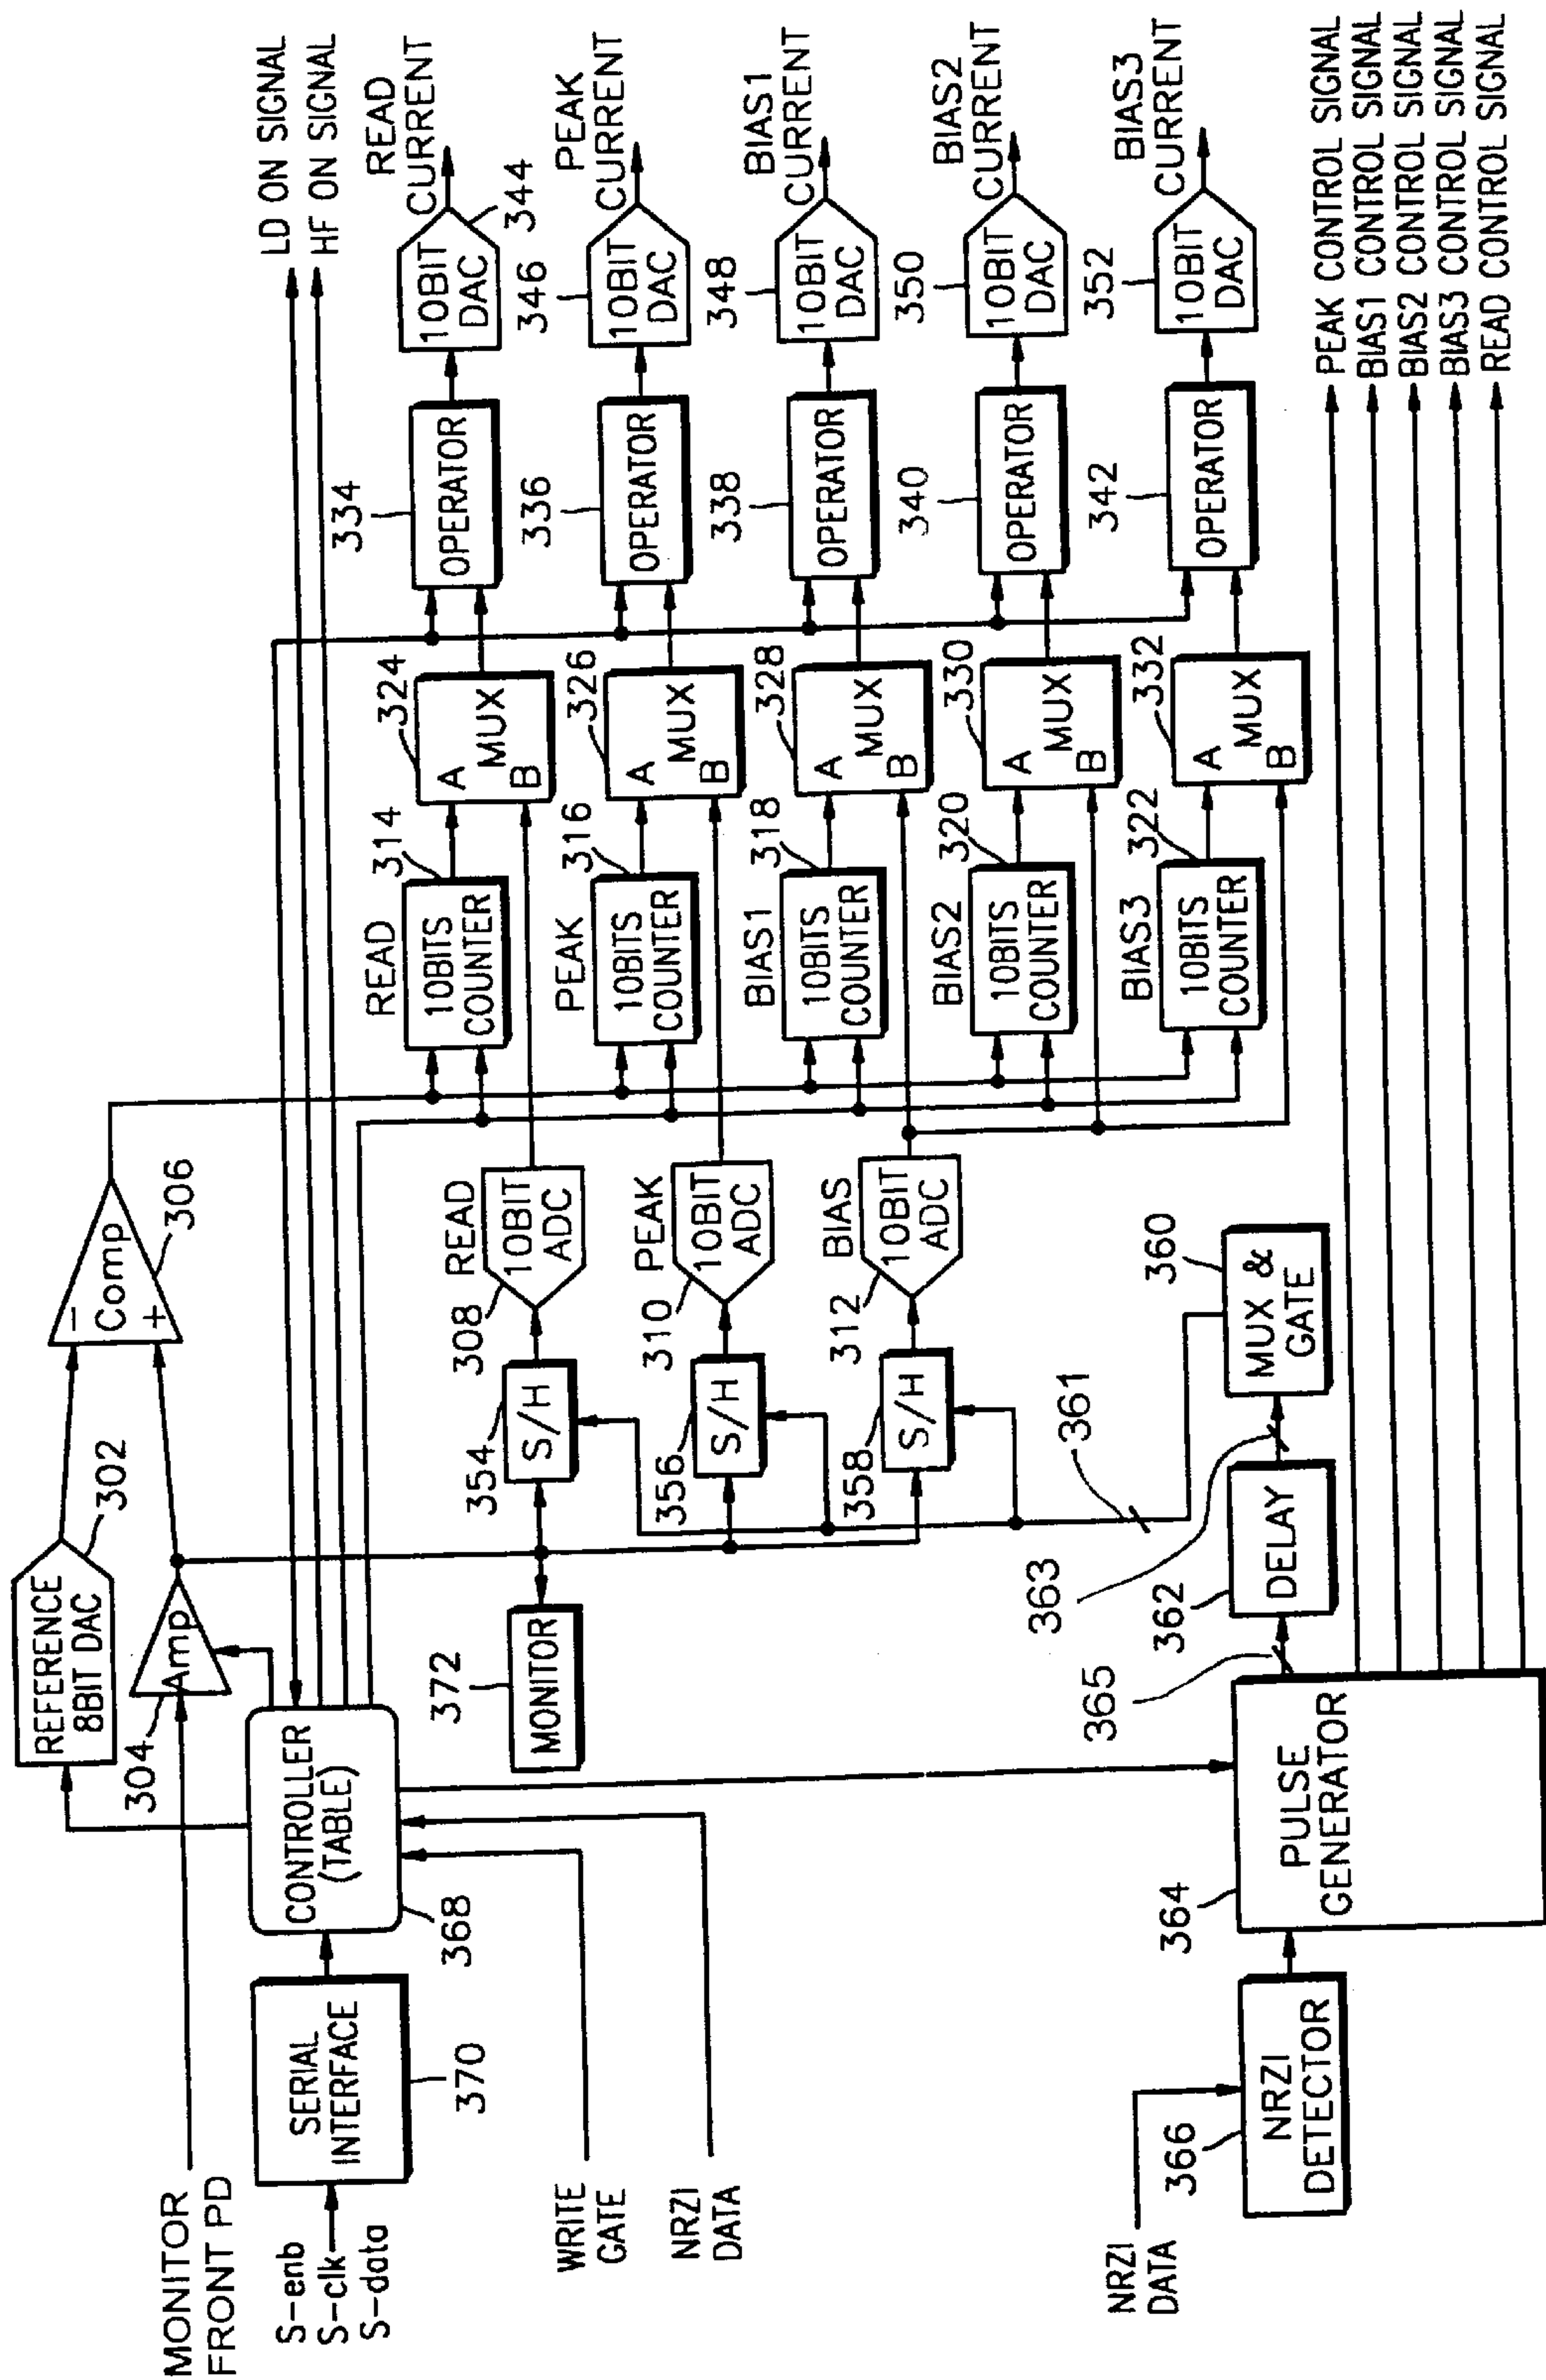 MONITOR
FRONT PD
S-enb
S-clk
S-data
WRITE
GATE
NRZI
DATA
NRZI
DATA
SERIAL
INTERFACE
370
NRZI
DETECTOR
366
REFERENCE
8BIT DAC
302
Amp
304
CONTROLLER
(TABLE)
368
MONITOR
372
PULSE
GENERATOR
364
365
DELAY
362
363
MUX &
GATE
360
361
-
Comp
+
306
S/H
354
S/H
356
S/H
358
READ
10BIT
ADC
308
PEAK
10BIT
ADC
310
BIAS
10BIT
ADC
312
READ
10BITS
COUNTER
314
PEAK
10BITS
COUNTER
316
BIAS1
10BITS
COUNTER
318
BIAS2
10BITS
COUNTER
320
BIAS3
10BITS
COUNTER
322
A
MUX
B
324
A
MUX
B
326
A
MUX
B
328
A
MUX
B
330
A
MUX
B
332
OPERATOR
334
OPERATOR
336
OPERATOR
338
OPERATOR
340
OPERATOR
342
10BIT
DAC
344
10BIT
DAC
346
10BIT
DAC
348
10BIT
DAC
350
10BIT
DAC
352
LD ON SIGNAL
HF ON SIGNAL
READ
CURRENT
PEAK
CURRENT
BIAS1
CURRENT
BIAS2
CURRENT
BIAS3
CURRENT
PEAK CONTROL SIGNAL
BIAS1 CONTROL SIGNAL
BIAS2 CONTROL SIGNAL
BIAS3 CONTROL SIGNAL
READ CONTROL SIGNAL